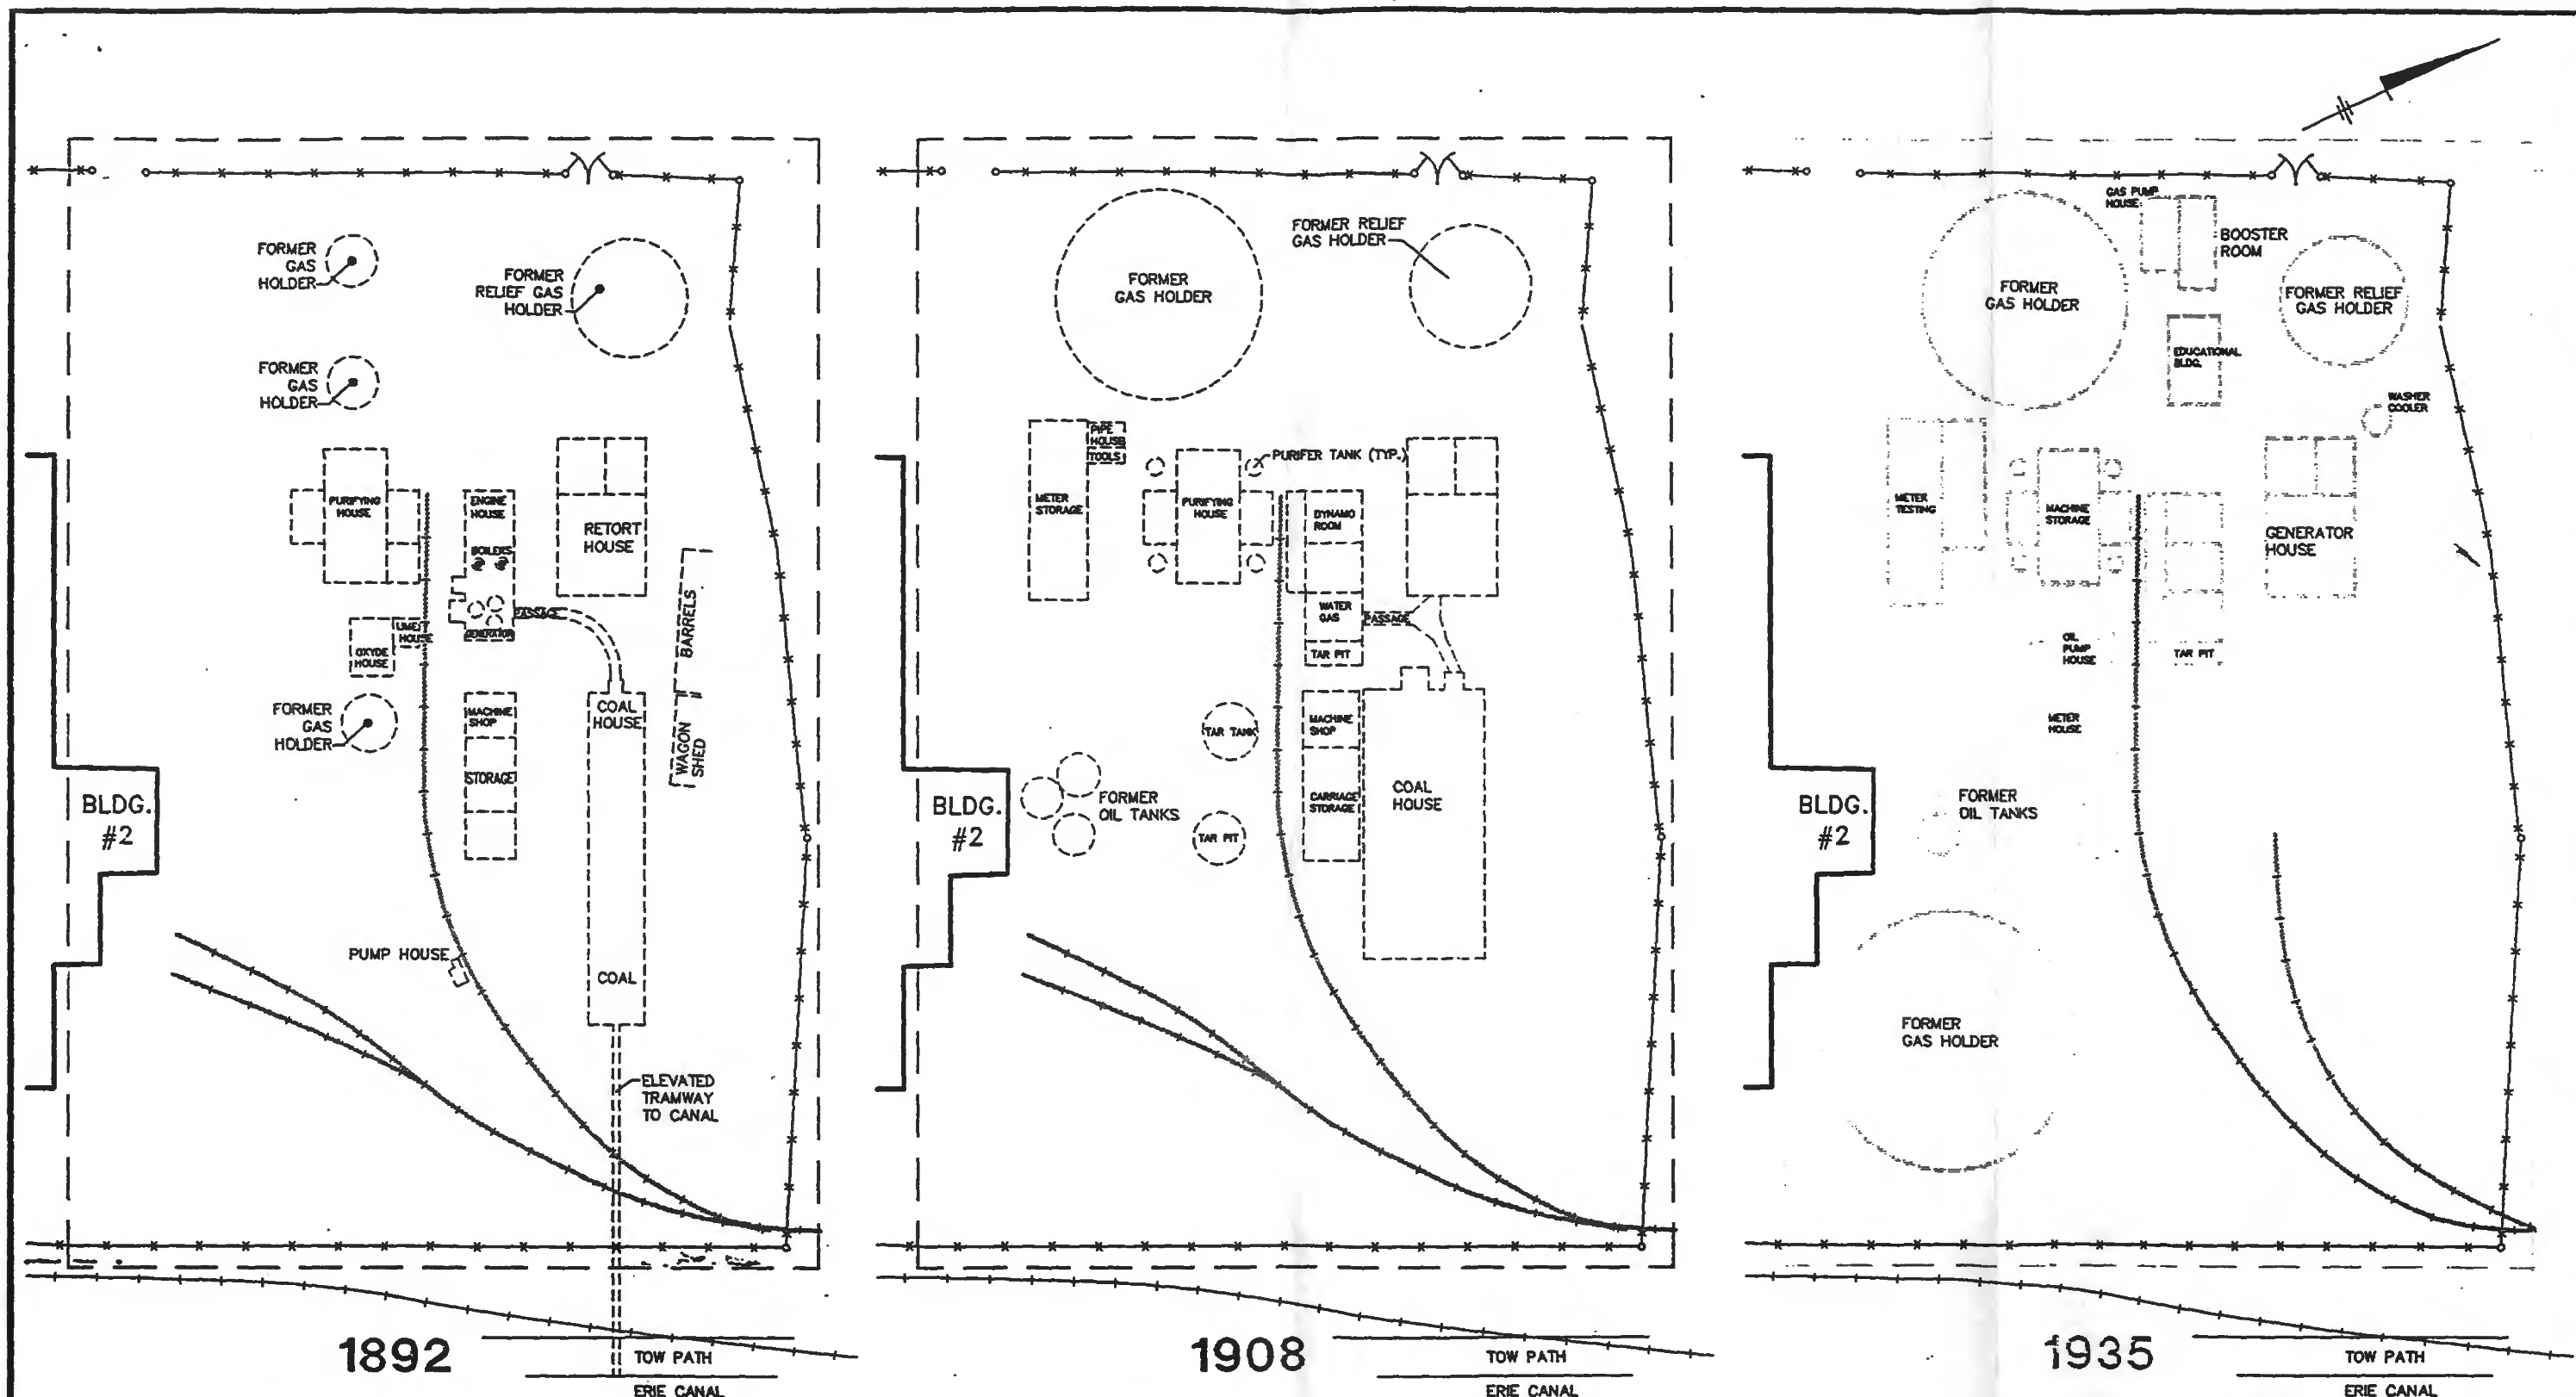 FORMER
GAS
HOLDER
FORMER
RELIEF GAS
HOLDER
FORMER
GAS
HOLDER
PURIFYING
HOUSE
ENGINE
HOUSE
BOILERS
RETORT
HOUSE
LIME
HOUSE
OXYDE
HOUSE
GENERATOR
PASSAGE
BARRELS
FORMER
GAS
HOLDER
MACHINE
SHOP
STORAGE
COAL
HOUSE
WAGON
SHED
BLDG.
#2
PUMP HOUSE
COAL
ELEVATED
TRAMWAY
TO CANAL
1892
TOW PATH
ERIE CANAL
FORMER
GAS HOLDER
FORMER RELIEF
GAS HOLDER
PIPE
HOUSE
TOOLS
METER
STORAGE
PURIFER TANK (TYP.)
PURIFYING
HOUSE
DYNAMO
ROOM
WATER
GAS
PASSAGE
TAR PIT
TAR TANK
MACHINE
SHOP
FORMER
OIL TANKS
CARRIAGE
STORAGE
COAL
HOUSE
TAR PIT
BLDG.
#2
1908
TOW PATH
ERIE CANAL
GAS PUMP
HOUSE
BOOSTER
ROOM
FORMER
GAS HOLDER
FORMER RELIEF
GAS HOLDER
EDUCATIONAL
BLDG.
WASHER
COOLER
METER
TESTING
MACHINE
STORAGE
GENERATOR
HOUSE
OIL
PUMP
HOUSE
TAR PIT
METER
HOUSE
FORMER
OIL TANKS
BLDG.
#2
FORMER
GAS HOLDER
1935
TOW PATH
ERIE CANAL